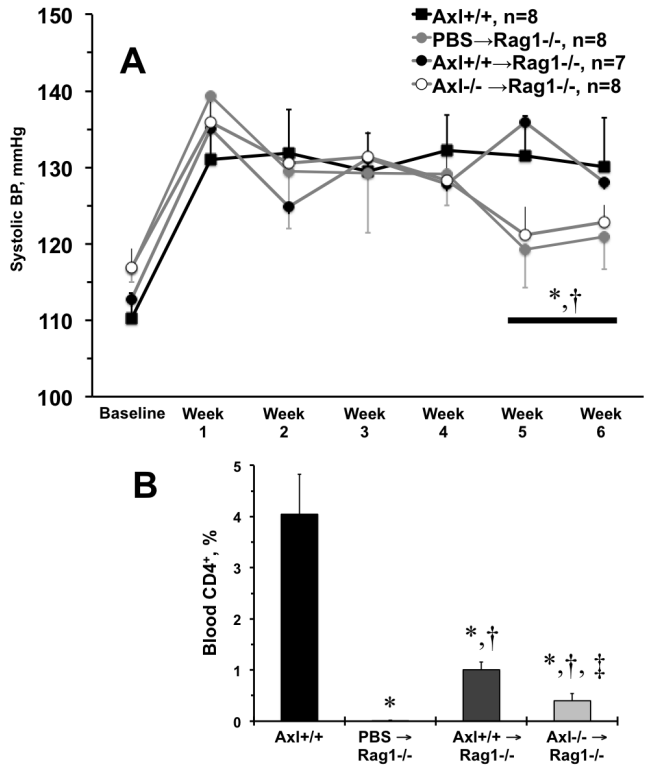 150
140
130
120
110
100
Systolic BP, mmHg
A
Axl+/+, n=8
PBS→Rag1-/-, n=8
Axl+/+→Rag1-/-, n=7
Axl-/- →Rag1-/-, n=8
*,†
Baseline
Week 1
Week 2
Week 3
Week 4
Week 5
Week 6
B
5
4
3
2
1
0
Blood CD4⁺, %
*
*,†
*,†, ‡
Axl+/+
PBS →
Rag1-/-
Axl+/+ →
Rag1-/-
Axl-/- →
Rag1-/-